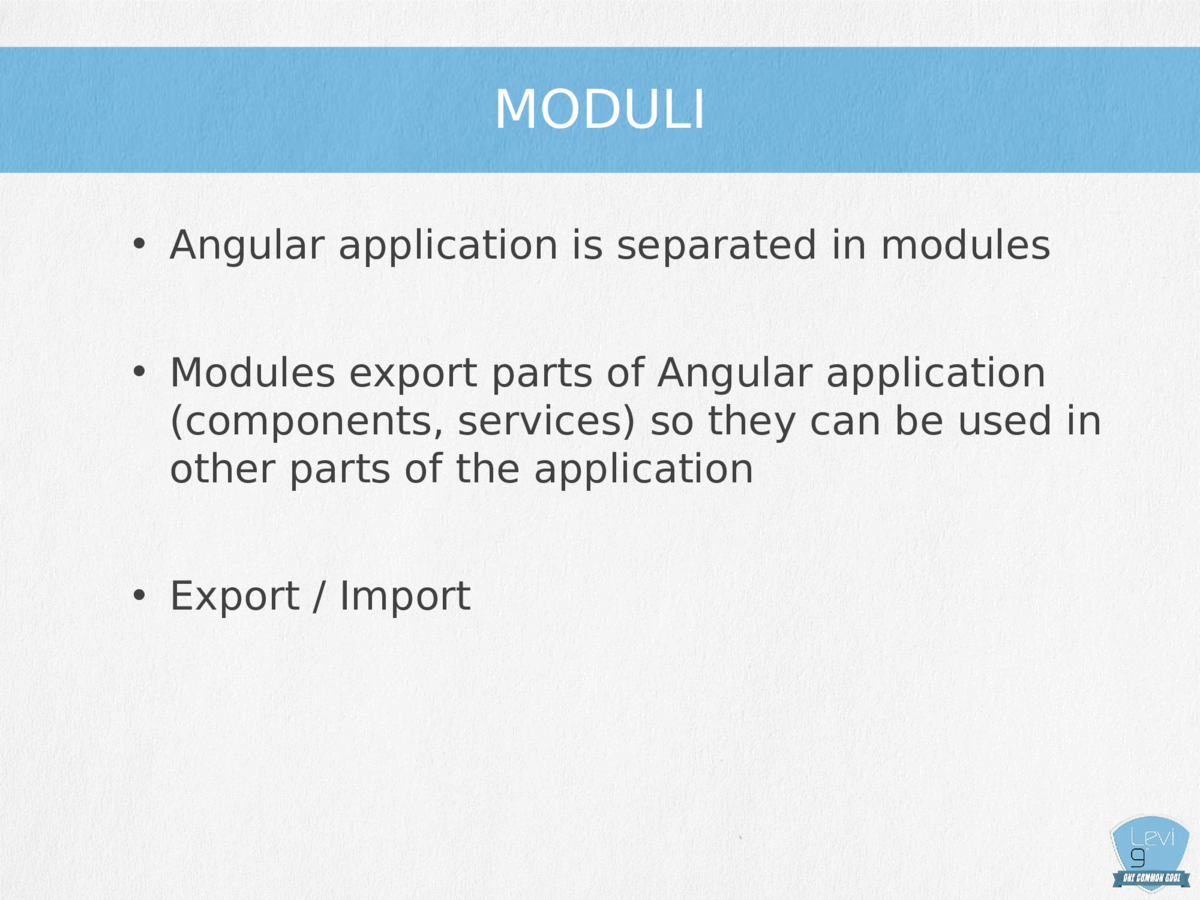 MODULI
• Angular application is separated in modules
• Modules export parts of Angular application
(components, services) so they can be used in
other parts of the application
• Export / Import
Levi
9
ONE COMMON GOAL